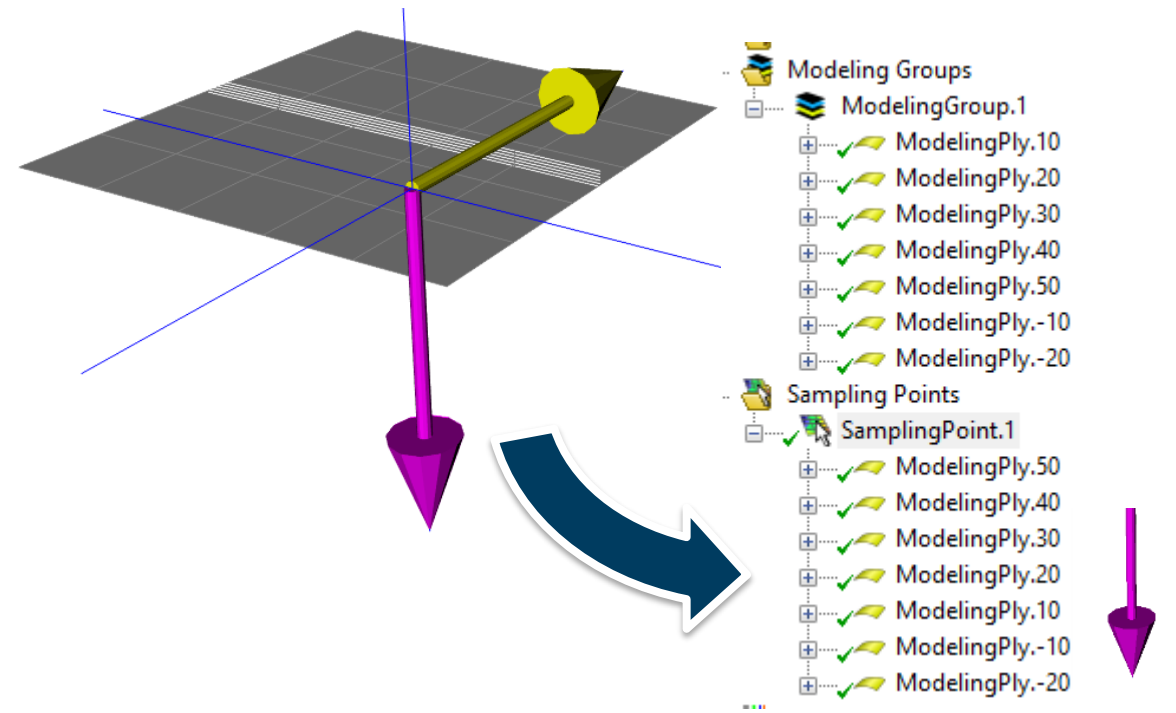 Modeling Groups
ModelingGroup.1
ModelingPly.10
ModelingPly.20
ModelingPly.30
ModelingPly.40
ModelingPly.50
ModelingPly.-10
ModelingPly.-20
Sampling Points
SamplingPoint.1
ModelingPly.50
ModelingPly.40
ModelingPly.30
ModelingPly.20
ModelingPly.10
ModelingPly.-10
ModelingPly.-20